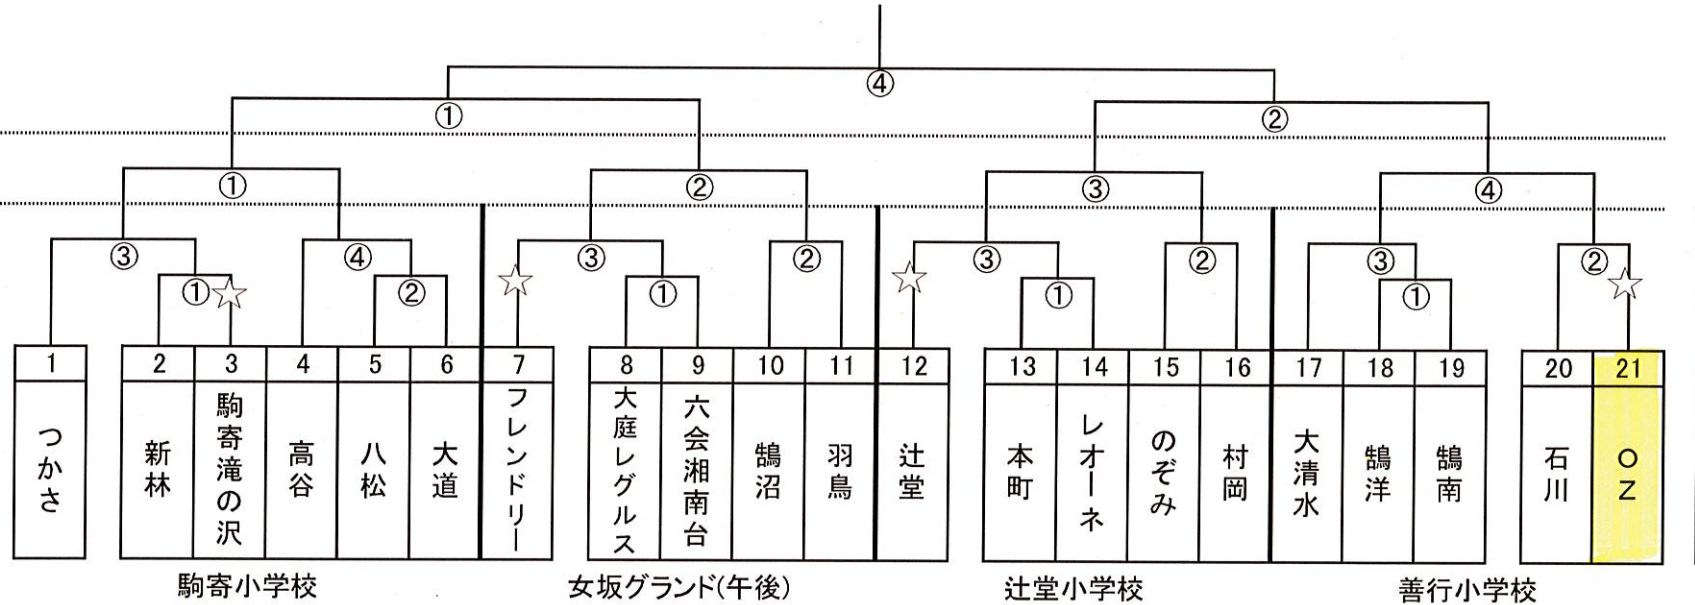 ④
① ②
① ② ③ ④
③ ④ ③ ② ③ ② ③ ②
① ☆ ② ☆ ① ☆ ① ① ☆
1 2 3 4 5 6 7 8 9 10 11 12 13 14 15 16 17 18 19 20 21
つかさ
新林
駒寄滝の沢
高谷
八松
大道
フレンドリー
大庭レグルス
六会湘南台
鵠沼
羽鳥
辻堂
本町
レオーネ
のぞみ
村岡
大清水
鵠洋
鵠南
石川
OZ
駒寄小学校 女坂グランド(午後) 辻堂小学校 善行小学校